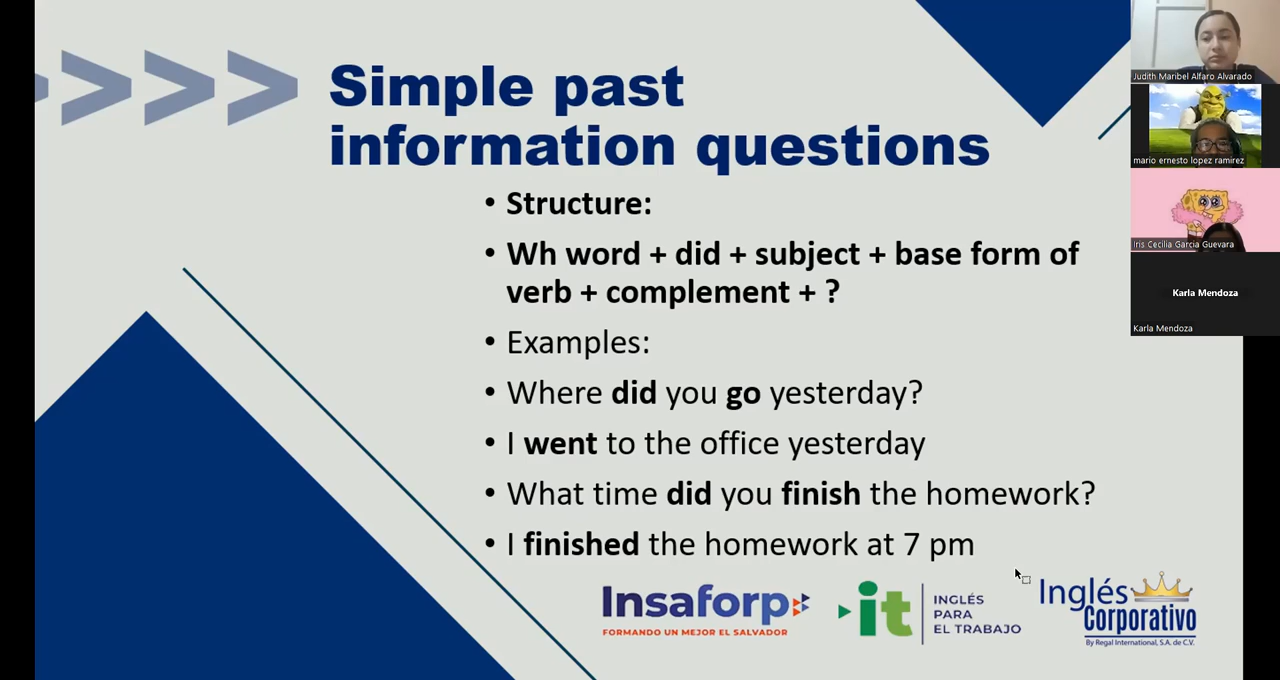 Simple past
information questions
• Structure:
• Wh word + did + subject + base form of
verb + complement + ?
• Examples:
• Where did you go yesterday?
• I went to the office yesterday
• What time did you finish the homework?
• I finished the homework at 7 pm
Insaforp
FORMANDO UN MEJOR EL SALVADOR
it
INGLÉS
PARA
EL TRABAJO
Inglés
Corporativo
By Regal International, S.A. de C.V.
Judith Maribel Alfaro Alvarado
mario ernesto lopez ramirez
Iris Cecilia Garcia Guevara
Karla Mendoza
Karla Mendoza